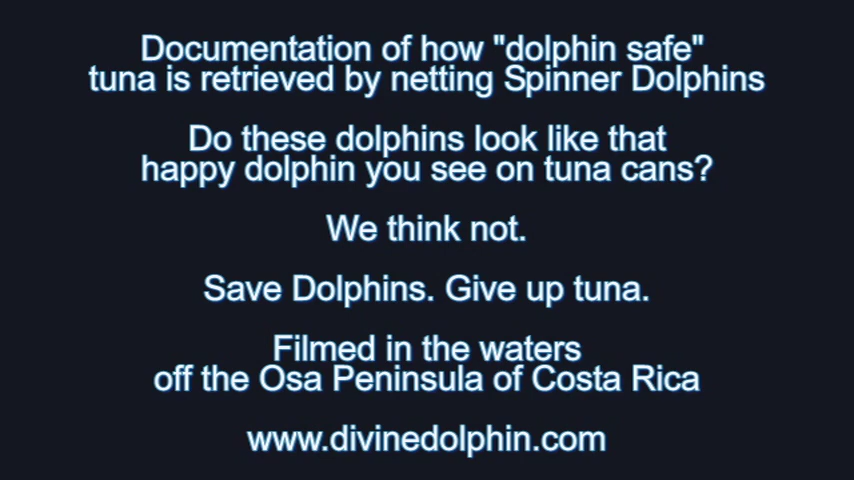 Documentation of how "dolphin safe"
tuna is retrieved by netting Spinner Dolphins
Do these dolphins look like that
happy dolphin you see on tuna cans?
We think not.
Save Dolphins. Give up tuna.
Filmed in the waters
off the Osa Peninsula of Costa Rica
www.divinedolphin.com